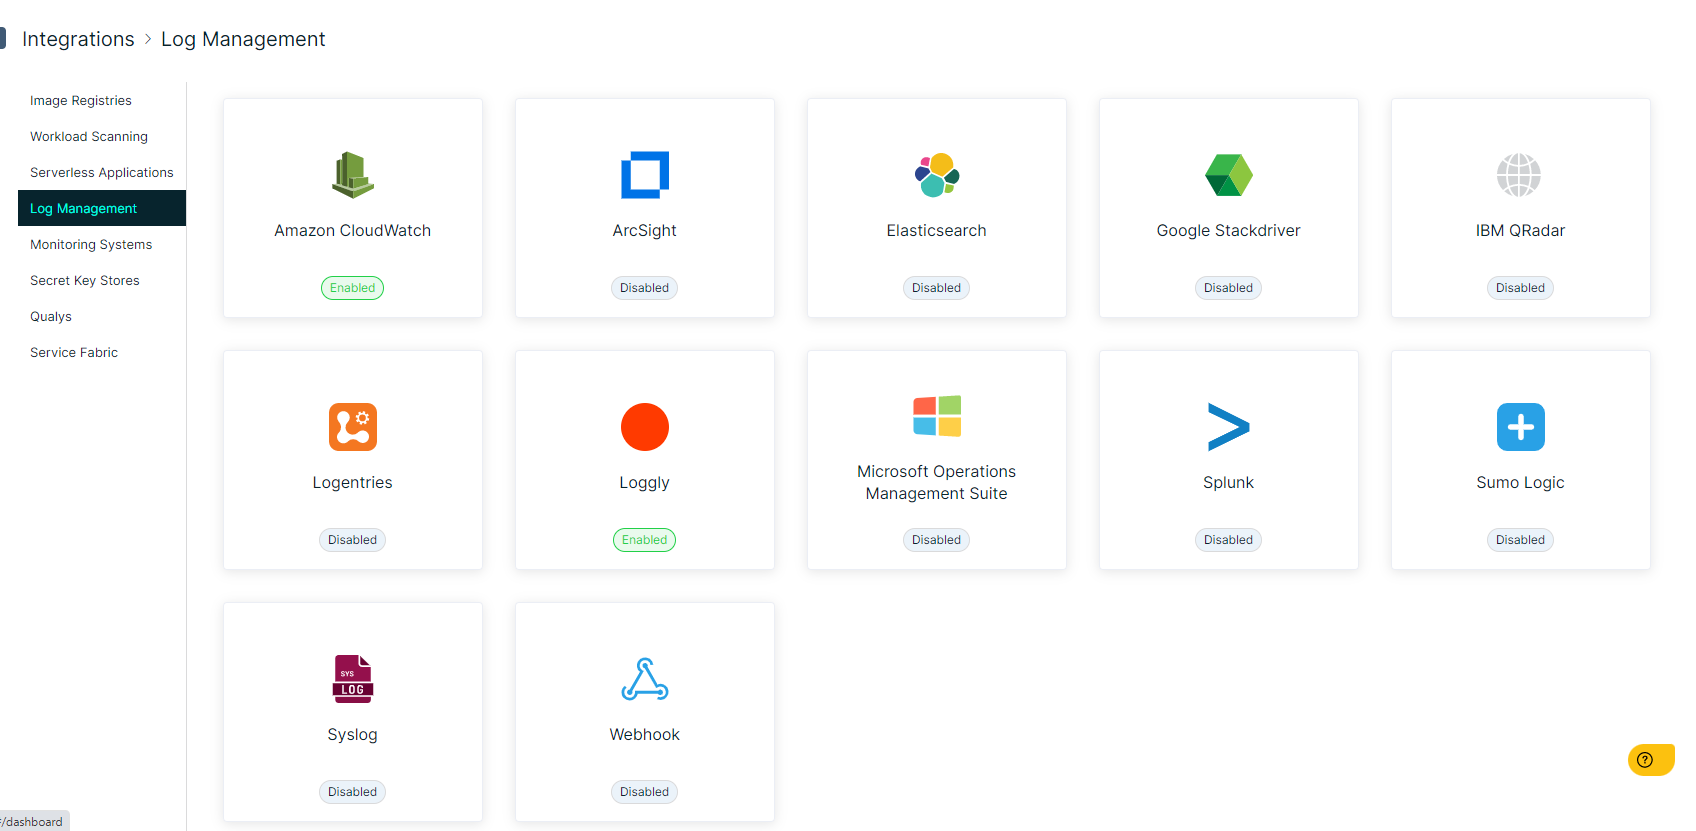 Integrations > Log Management
Image Registries
Workload Scanning
Serverless Applications
Log Management
Monitoring Systems
Secret Key Stores
Qualys
Service Fabric
Amazon CloudWatch
Enabled
ArcSight
Disabled
Elasticsearch
Disabled
Google Stackdriver
Disabled
IBM QRadar
Disabled
Logentries
Disabled
Loggly
Enabled
Microsoft Operations
Management Suite
Disabled
Splunk
Disabled
Sumo Logic
Disabled
SYS
LOG
Syslog
Disabled
Webhook
Disabled
/dashboard